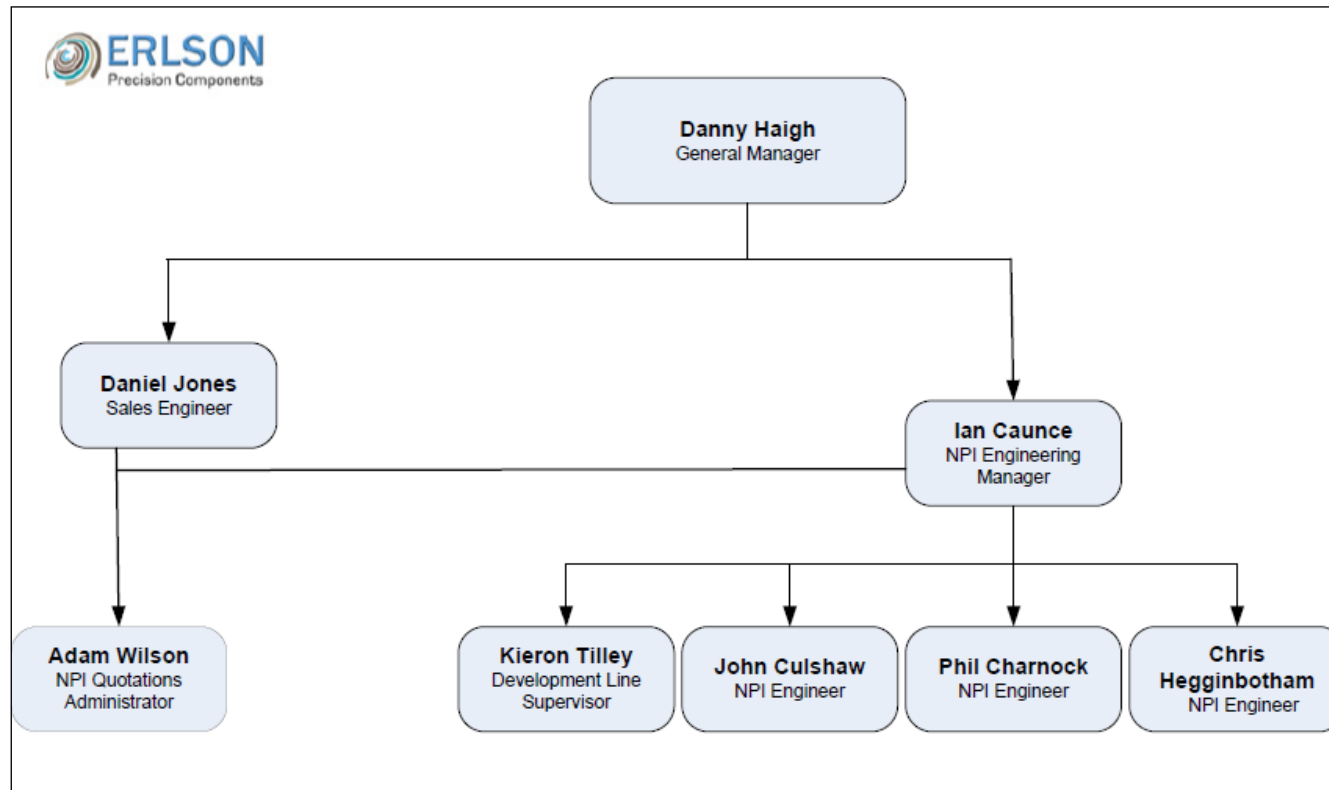 ERLSON
Precision Components
Danny Haigh
General Manager
Daniel Jones
Sales Engineer
Ian Caunce
NPI Engineering
Manager
Adam Wilson
NPI Quotations
Administrator
Kieron Tilley
Development Line
Supervisor
John Culshaw
NPI Engineer
Phil Charnock
NPI Engineer
Chris
Hegginbotham
NPI Engineer